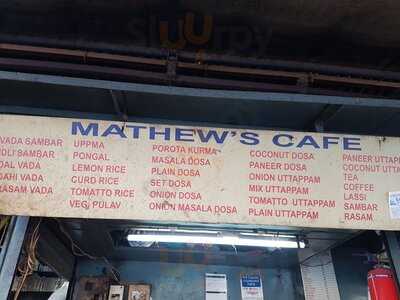 MATHEW'S CAFE
VADA SAMBAR
IDLI SAMBAR
DAL VADA
DAHI VADA
RASAM VADA
UPPMA
PONGAL
LEMON RICE
CURD RICE
TOMATTO RICE
VEG. PULAV
POROTA KURMA
MASALA DOSA
PLAIN DOSA
SET DOSA
ONION DOSA
ONION MASALA DOSA
COCONUT DOSA
PANEER DOSA
ONION UTTAPPAM
MIX UTTAPPAM
TOMATTO UTTAPPAM
PLAIN UTTAPPAM
PANEER UTTAP
COCONUT UTTAP
TEA
COFFEE
LASSI
SAMBAR
RASAM